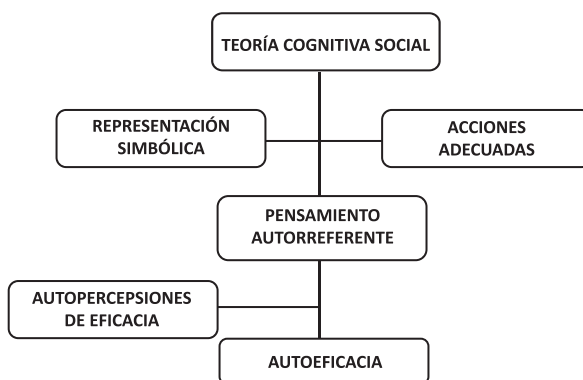 TEORÍA COGNITIVA SOCIAL
REPRESENTACIÓN
SIMBÓLICA
ACCIONES
ADECUADAS
PENSAMIENTO
AUTORREFERENTE
AUTOPERCEPSIONES
DE EFICACIA
AUTOEFICACIA